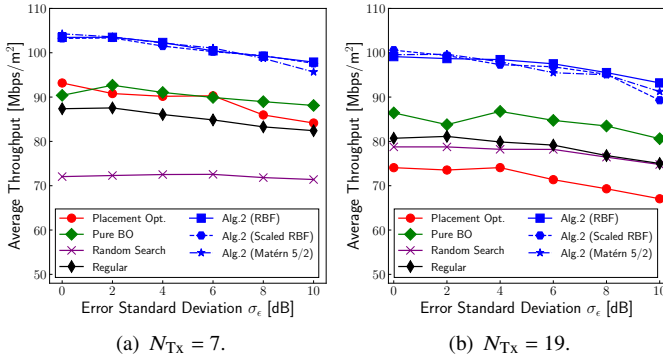 110
100
90
80
70
60
50
Average Throughput [Mbps/m²]
Placement Opt.
Pure BO
Random Search
Regular
Alg.2 (RBF)
Alg.2 (Scaled RBF)
Alg.2 (Matérn 5/2)
0 2 4 6 8 10
Error Standard Deviation σϵ [dB]
(a) NTx = 7.
110
100
90
80
70
60
50
Average Throughput [Mbps/m²]
Placement Opt.
Pure BO
Random Search
Regular
Alg.2 (RBF)
Alg.2 (Scaled RBF)
Alg.2 (Matérn 5/2)
0 2 4 6 8 10
Error Standard Deviation σϵ [dB]
(b) NTx = 19.